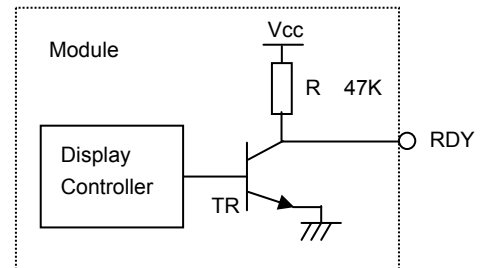 Module
Vcc
R 47K
RDY
Display
Controller
TR